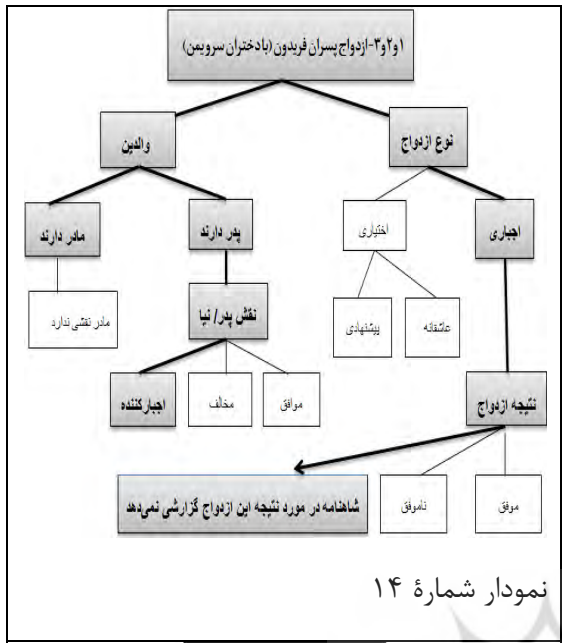 ۱و۲و۳-ازدواج پسران فریدون (با دختران سرویمن)
نوع ازدواج
والدین
اجباری
اختیاری
پدر دارند
مادر دارند
عاشقانه
پیشنهادی
نقش پدر/ نیا
مادر نقشی ندارد
نتیجه ازدواج
موافق
مخالف
اجبارکننده
موفق
ناموفق
شاهنامه در مورد نتیجه این ازدواج گزارشی نمی‌دهد
نمودار شمارهٔ ۱۴